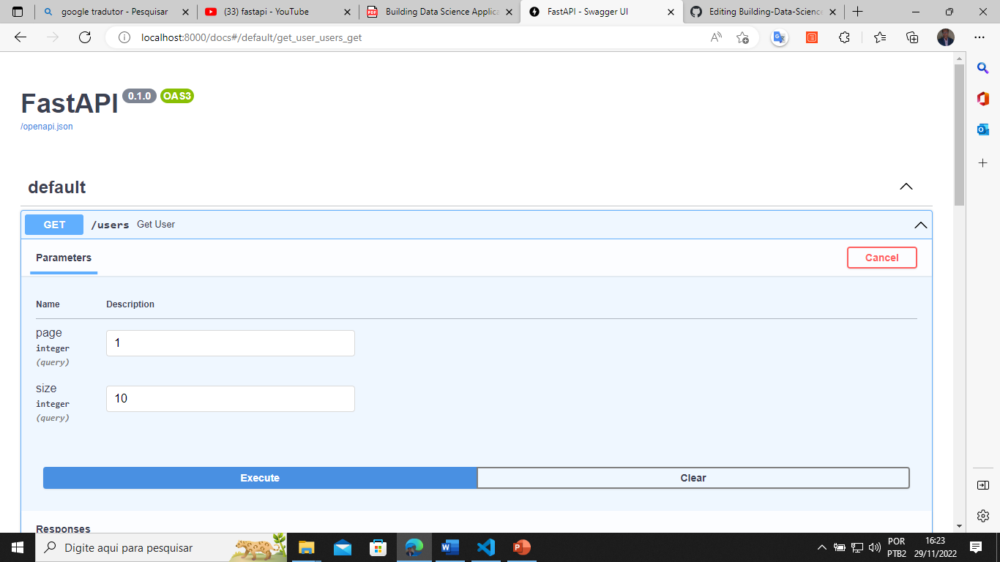 google tradutor - Pesquisar
(33) fastapi - YouTube
PDF
Building Data Science Applica
FastAPI - Swagger UI
Editing Building-Data-Science
localhost:8000/docs#/default/get_user_users_get
FastAPI 0.1.0 OAS3
/openapi.json
default
GET /users Get User
Parameters
Cancel
Name Description
page 1
integer
(query)
size 10
integer
(query)
Execute Clear
Responses
Digite aqui para pesquisar
POR 16:23
PTB2 29/11/2022